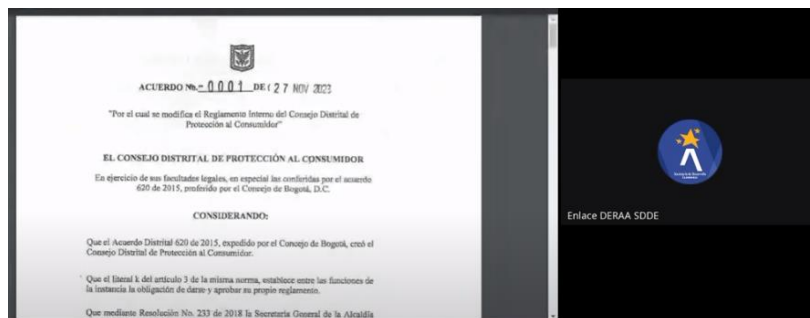 ACUERDO No.- 0001 DE ( 27 NOV 2023
"Por el cual se modifica el Reglamento Interno del Consejo Distrital de
Protección al Consumidor"
EL CONSEJO DISTRITAL DE PROTECCIÓN AL CONSUMIDOR
En ejercicio de sus facultades legales, en especial las conferidas por el acuerdo
620 de 2015, proferido por el Concejo de Bogotá, D.C.
CONSIDERANDO:
Que el Acuerdo Distrital 620 de 2015, expedido por el Concejo de Bogotá, creó el
Consejo Distrital de Protección al Consumidor.
Que el literal k del artículo 3 de la misma norma, establece entre las funciones de
la instancia la obligación de darse y aprobar su propio reglamento.
Que mediante Resolución No. 233 de 2018 la Secretaría General de la Alcaldía
Enlace DERAA SDDE